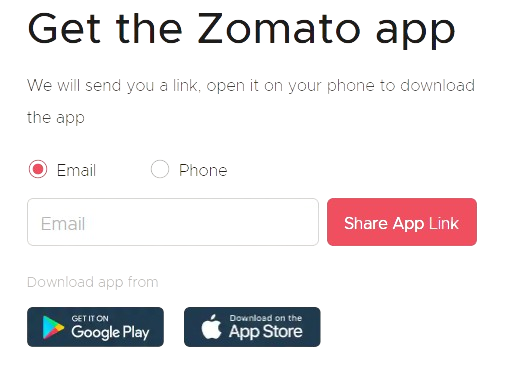 Get the Zomato app
We will send you a link, open it on your phone to download
the app
Email
Phone
Email
Share App Link
Download app from
GET IT ON
Google Play
Download on the
App Store